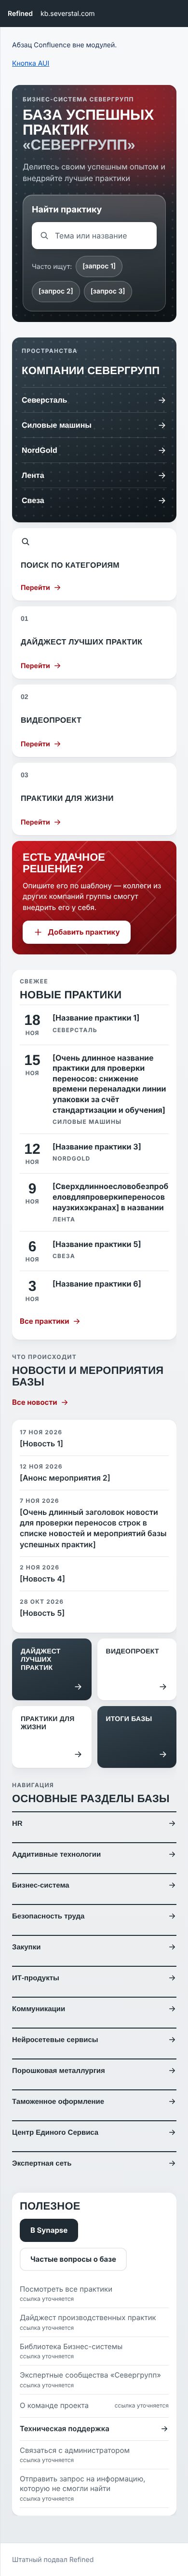 Refined kb.severstal.com
Абзац Confluence вне модулей.
Кнопка AUI
БИЗНЕС-СИСТЕМА СЕВЕРГРУПП
БАЗА УСПЕШНЫХ
ПРАКТИК
«СЕВЕРГРУПП»
Делитесь своим успешным опытом и
внедряйте лучшие практики
Найти практику
Тема или название
Часто ищут: [запрос 1]
[запрос 2] [запрос 3]
ПРОСТРАНСТВА
КОМПАНИИ СЕВЕРГРУПП
Северсталь
Силовые машины
NordGold
Лента
Свеза
ПОИСК ПО КАТЕГОРИЯМ
Перейти
01
ДАЙДЖЕСТ ЛУЧШИХ ПРАКТИК
Перейти
02
ВИДЕОПРОЕКТ
Перейти
03
ПРАКТИКИ ДЛЯ ЖИЗНИ
Перейти
ЕСТЬ УДАЧНОЕ
РЕШЕНИЕ?
Опишите его по шаблону — коллеги из
других компаний группы смогут
внедрить его у себя.
Добавить практику
СВЕЖЕЕ
НОВЫЕ ПРАКТИКИ
18 НОЯ
[Название практики 1]
СЕВЕРСТАЛЬ
15 НОЯ
[Очень длинное название
практики для проверки
переносов: снижение
времени переналадки линии
упаковки за счёт
стандартизации и обучения]
СИЛОВЫЕ МАШИНЫ
12 НОЯ
[Название практики 3]
NORDGOLD
9 НОЯ
[Сверхдлинноесловобезпроб
еловдляпроверкипереносов
наузкихэкранах] в названии
ЛЕНТА
6 НОЯ
[Название практики 5]
СВЕЗА
3 НОЯ
[Название практики 6]
Все практики
ЧТО ПРОИСХОДИТ
НОВОСТИ И МЕРОПРИЯТИЯ
БАЗЫ
Все новости
17 НОЯ 2026
[Новость 1]
12 НОЯ 2026
[Анонс мероприятия 2]
7 НОЯ 2026
[Очень длинный заголовок новости
для проверки переносов строк в
списке новостей и мероприятий базы
успешных практик]
2 НОЯ 2026
[Новость 4]
28 ОКТ 2026
[Новость 5]
ДАЙДЖЕСТ
ЛУЧШИХ
ПРАКТИК
ВИДЕОПРОЕКТ
ПРАКТИКИ ДЛЯ
ЖИЗНИ
ИТОГИ БАЗЫ
НАВИГАЦИЯ
ОСНОВНЫЕ РАЗДЕЛЫ БАЗЫ
HR
Аддитивные технологии
Бизнес-система
Безопасность труда
Закупки
ИТ-продукты
Коммуникации
Нейросетевые сервисы
Порошковая металлургия
Таможенное оформление
Центр Единого Сервиса
Экспертная сеть
ПОЛЕЗНОЕ
В Synapse
Частые вопросы о базе
Посмотреть все практики
ссылка уточняется
Дайджест производственных практик
ссылка уточняется
Библиотека Бизнес-системы
ссылка уточняется
Экспертные сообщества «Севергрупп»
ссылка уточняется
О команде проекта ссылка уточняется
Техническая поддержка
Связаться с администратором
ссылка уточняется
Отправить запрос на информацию,
которую не смогли найти
ссылка уточняется
Штатный подвал Refined